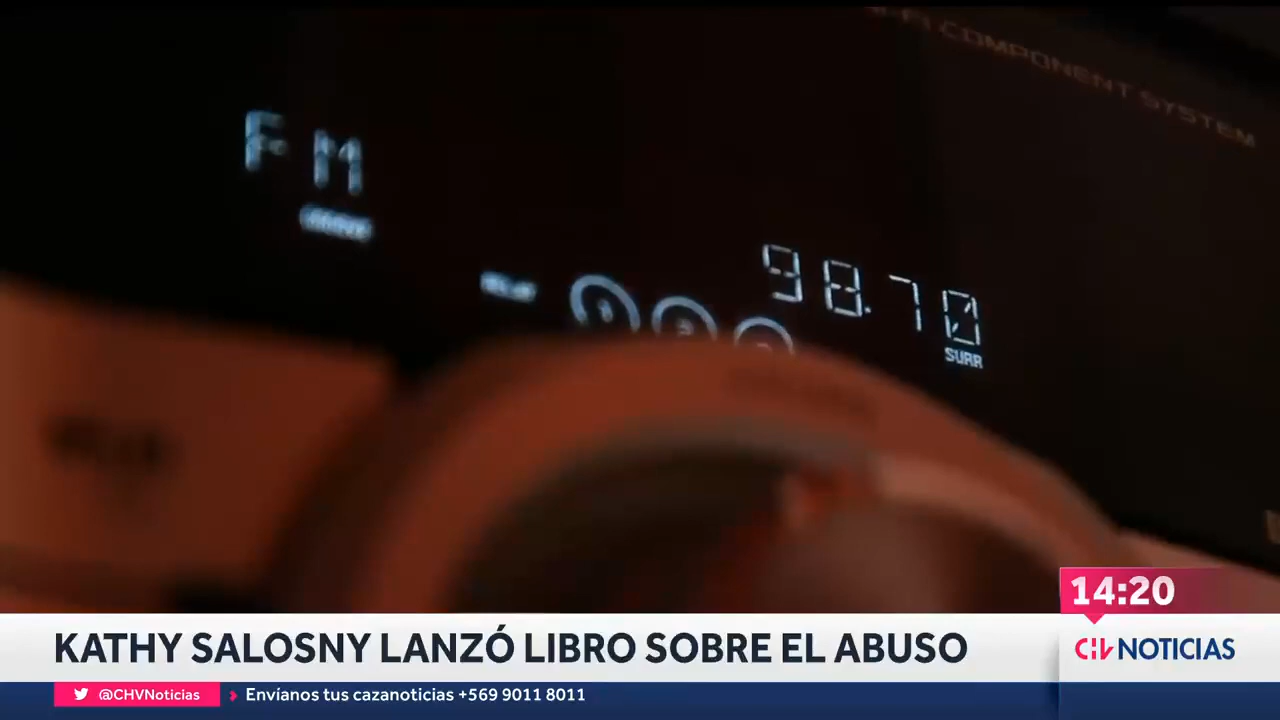 COMPONENT SYSTEM
FM
98.70
SURR
14:20
KATHY SALOSNY LANZÓ LIBRO SOBRE EL ABUSO
CHV NOTICIAS
@CHVNoticias
Envíanos tus cazanoticias +569 9011 8011